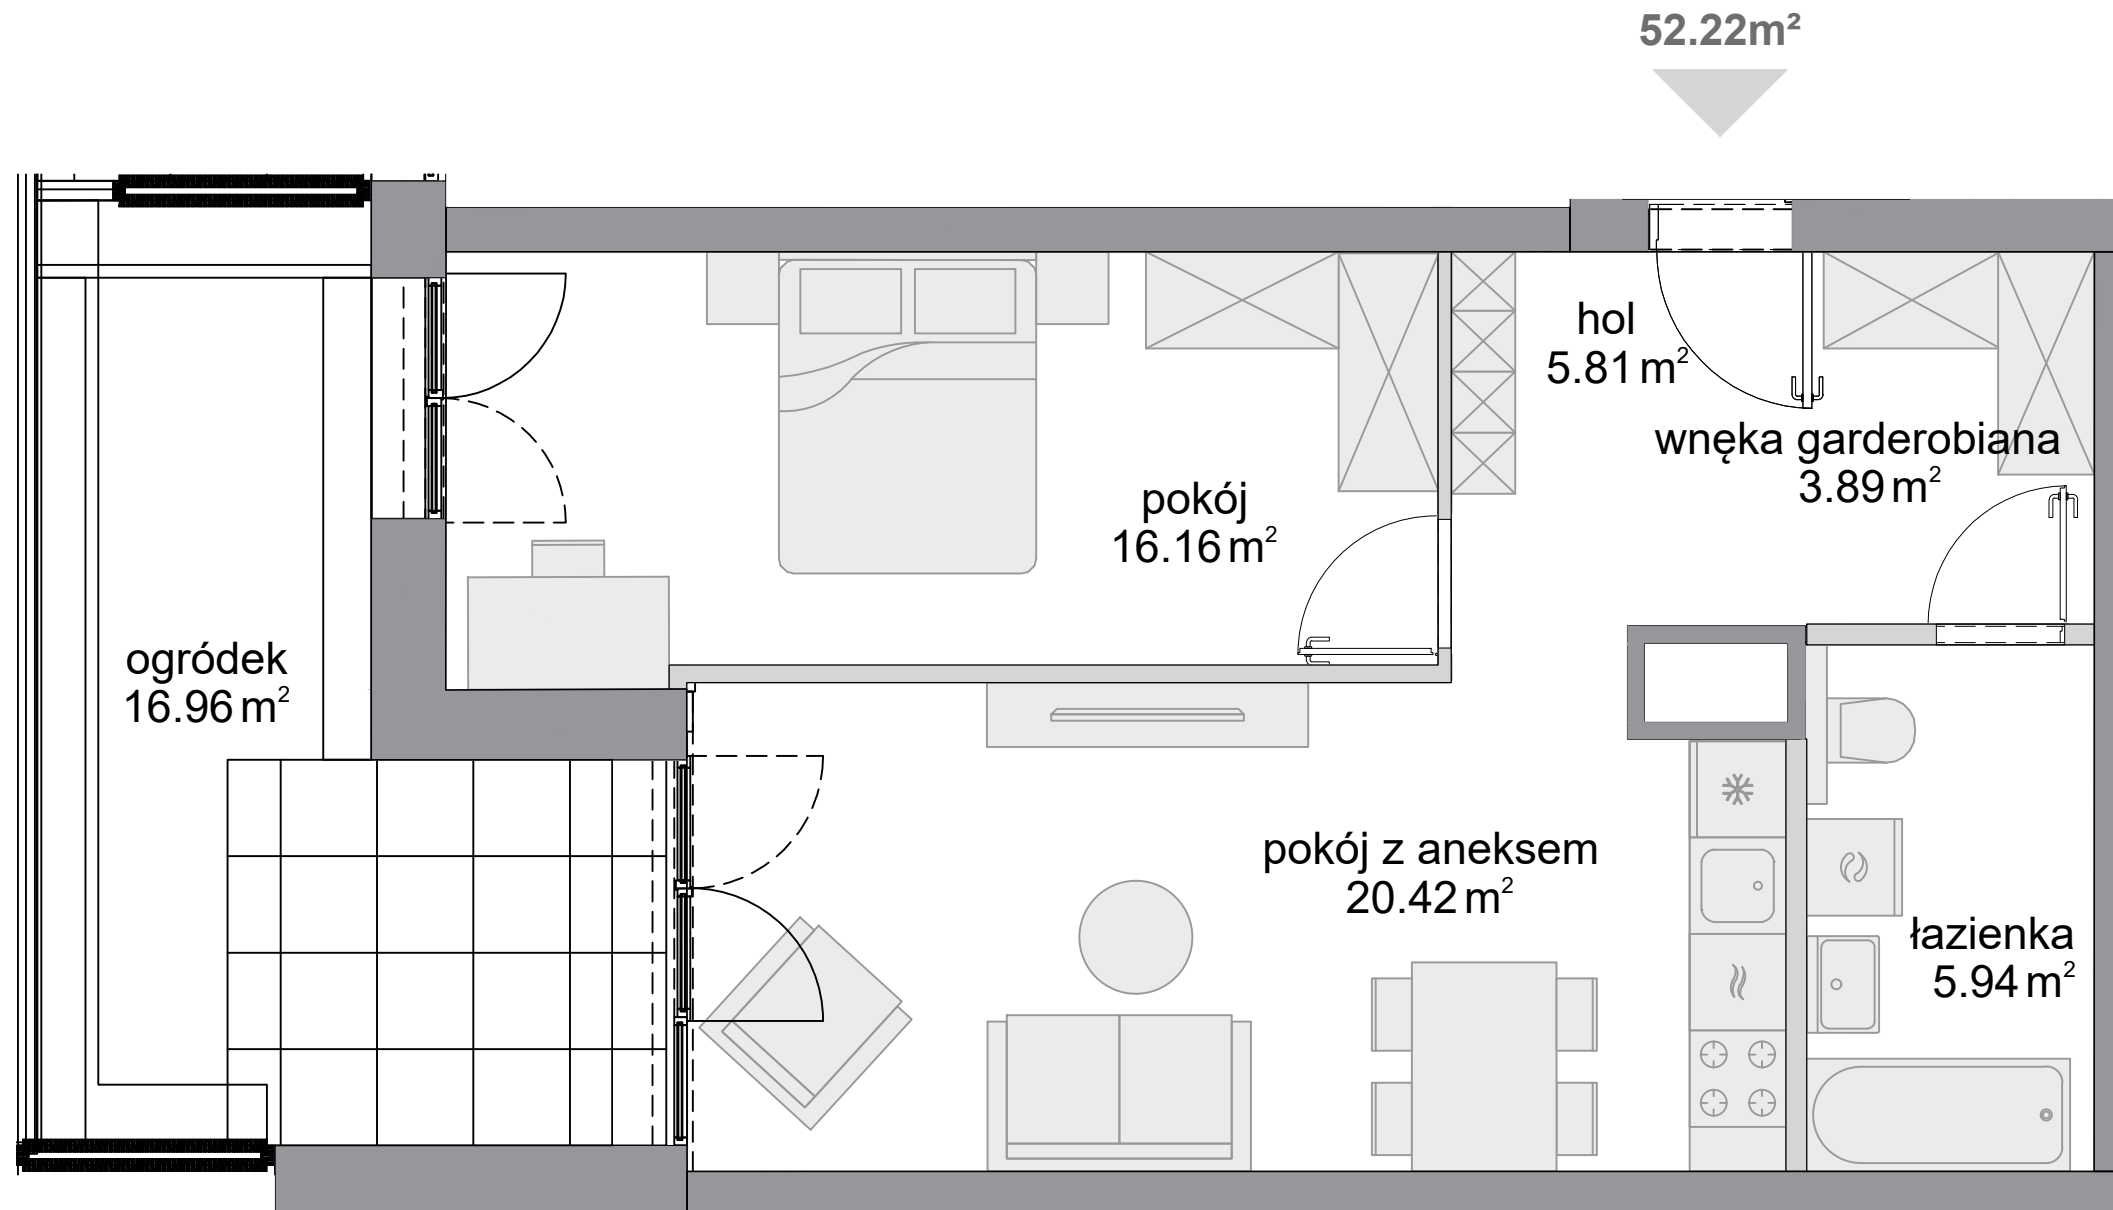 52.22m²
hol
5.81 m²
wnęka garderobiana
3.89 m²
pokój
16.16 m²
ogródek
16.96 m²
pokój z aneksem
20.42 m²
łazienka
5.94 m²